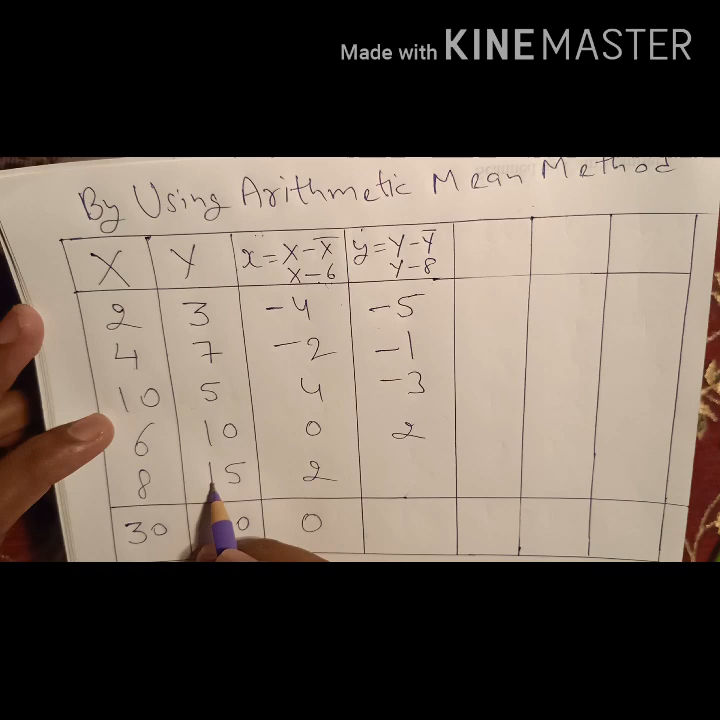 Made with KINEMASTER
By Using Arithmetic Mean Method
X Y x=X-X̅ y=Y-Y̅
X-6 Y-8
2 3 -4 -5
4 7 -2 -1
10 5 4 -3
6 10 0 2
8 15 2
30 0 0